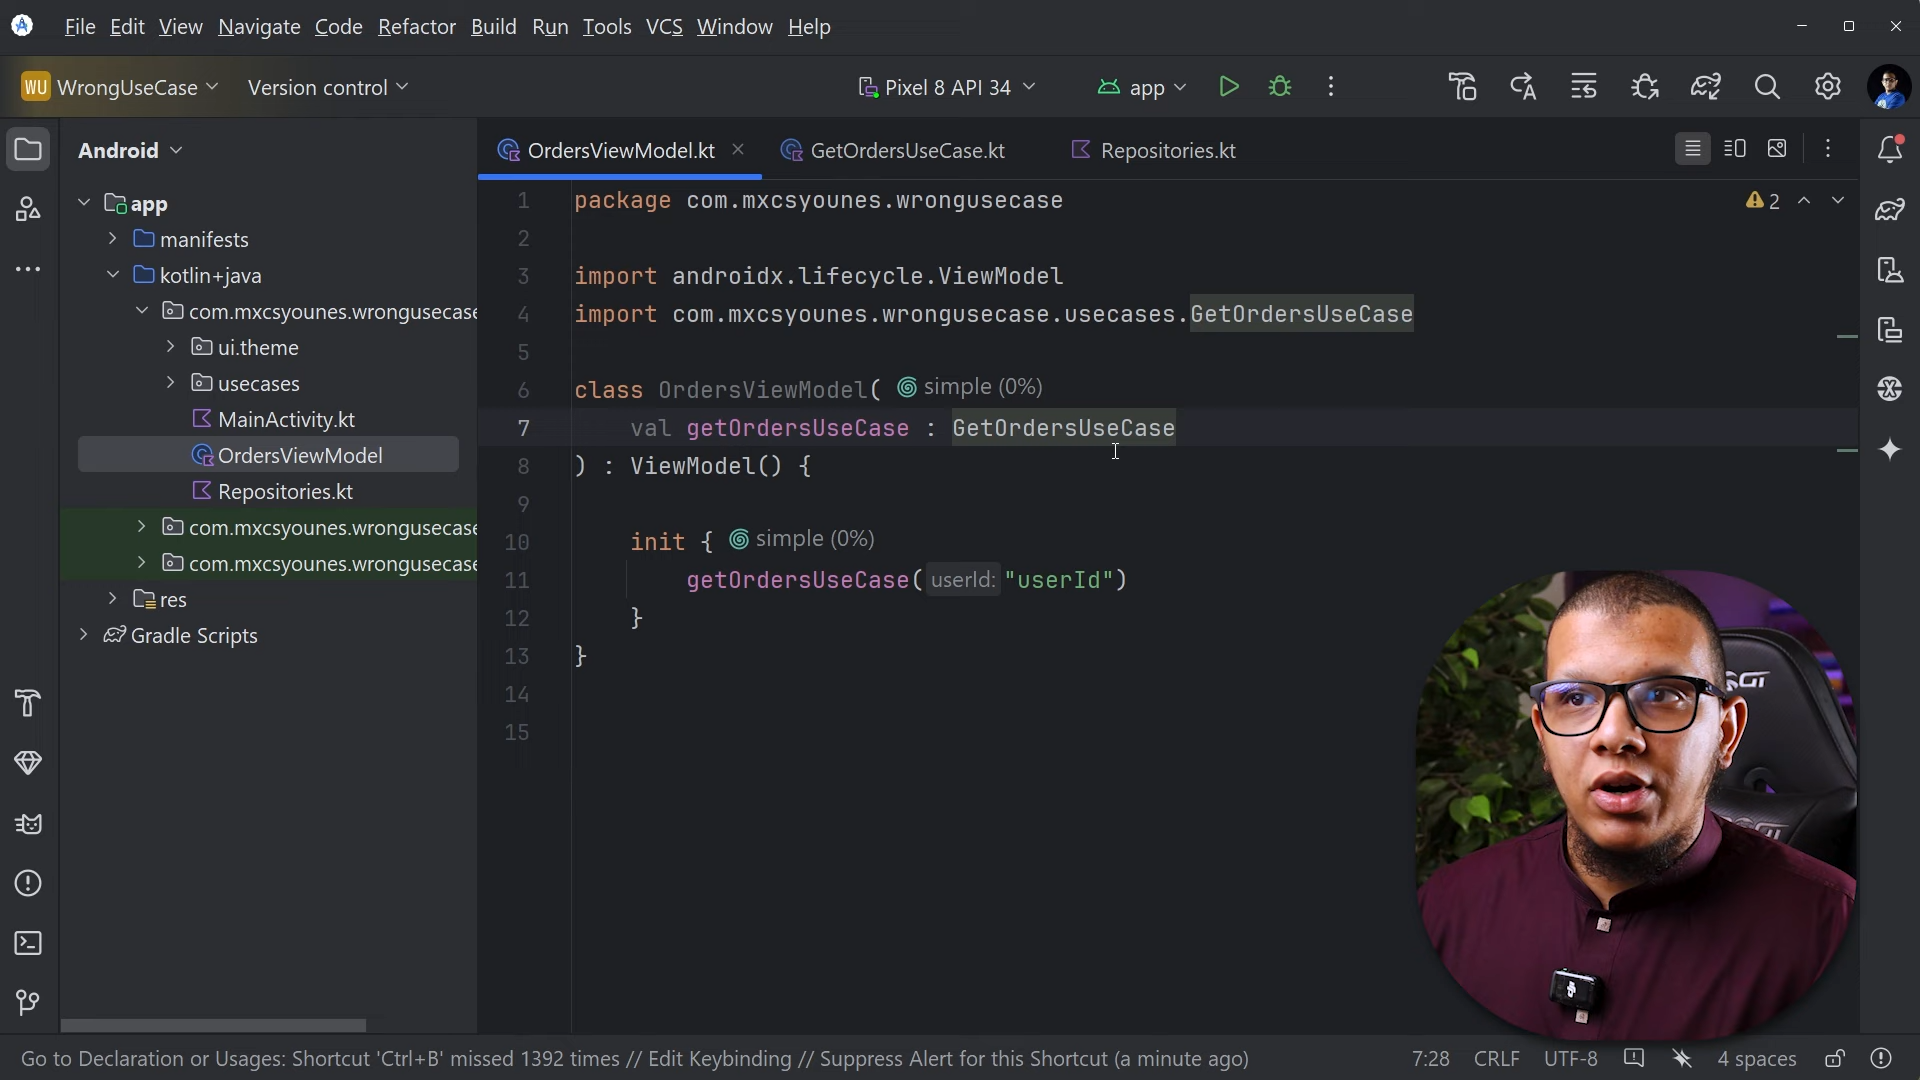 File Edit View Navigate Code Refactor Build Run Tools VCS Window Help
WU WrongUseCase Version control Pixel 8 API 34 app
Android
OrdersViewModel.kt GetOrdersUseCase.kt Repositories.kt
app
manifests
kotlin+java
com.mxcsyounes.wrongusecase
ui.theme
usecases
MainActivity.kt
OrdersViewModel
Repositories.kt
com.mxcsyounes.wrongusecase
com.mxcsyounes.wrongusecase
res
Gradle Scripts
1 package com.mxcsyounes.wrongusecase
2
3 import androidx.lifecycle.ViewModel
4 import com.mxcsyounes.wrongusecase.usecases.GetOrdersUseCase
5
6 class OrdersViewModel( simple (0%)
7 val getOrdersUseCase : GetOrdersUseCase
8 ) : ViewModel() {
9
10 init { simple (0%)
11 getOrdersUseCase( userId: "userId")
12 }
13 }
14
15
2
GT
GT
Go to Declaration or Usages: Shortcut 'Ctrl+B' missed 1392 times // Edit Keybinding // Suppress Alert for this Shortcut (a minute ago) 7:28 CRLF UTF-8 4 spaces